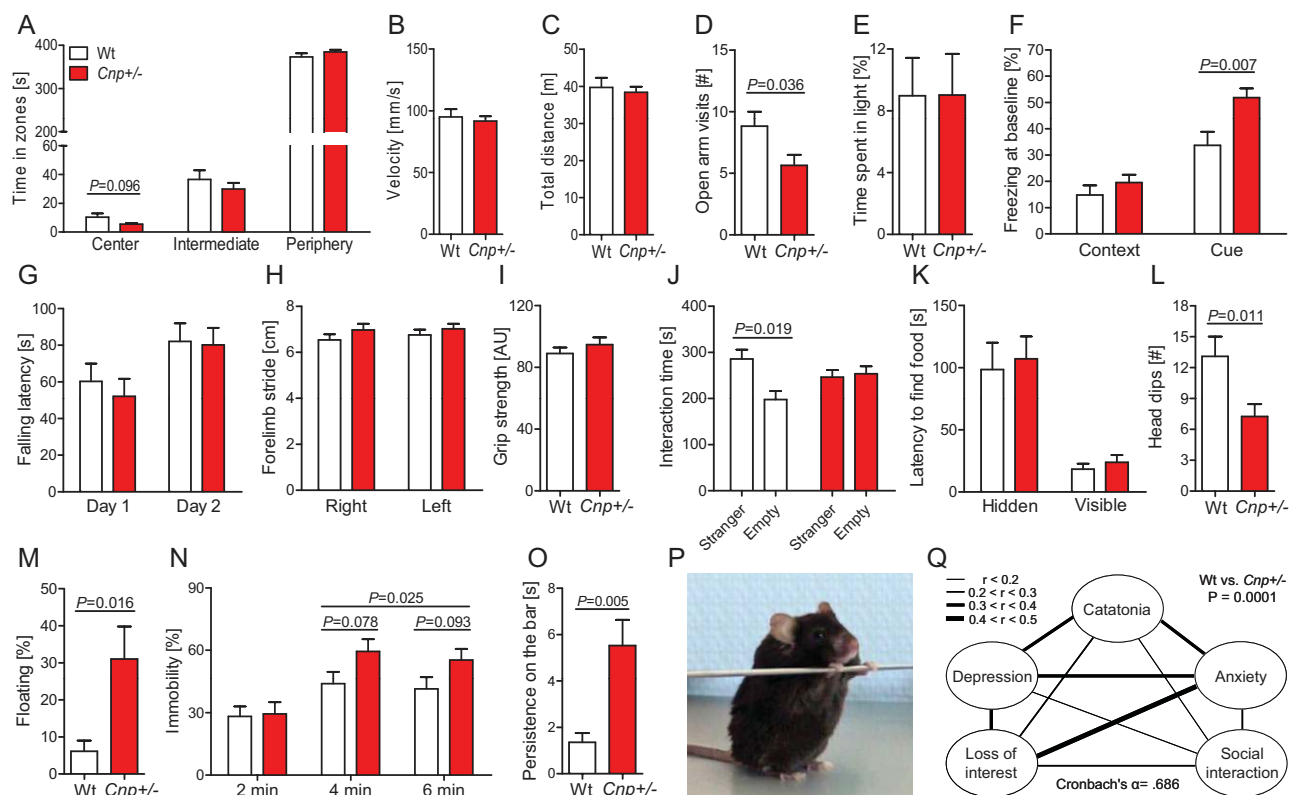 A
Time in zones [s]
400
300
200
60
40
20
0
Wt
Cnp+/-
P=0.096
Center Intermediate Periphery
B
Velocity [mm/s]
150
100
50
0
Wt Cnp+/-
C
Total distance [m]
50
40
30
20
10
0
Wt Cnp+/-
D
Open arm visits [#]
15
10
5
0
P=0.036
Wt Cnp+/-
E
Time spent in light [%]
12
8
4
0
Wt Cnp+/-
F
Freezing at baseline [%]
70
60
50
40
30
20
10
0
P=0.007
Context Cue
G
Falling latency [s]
100
80
60
40
20
0
Day 1 Day 2
H
Forelimb stride [cm]
8
6
4
2
0
Right Left
I
Grip strength [AU]
120
80
40
0
Wt Cnp+/-
J
Interaction time [s]
400
300
200
100
0
P=0.019
Stranger
Empty
Stranger
Empty
K
Latency to find food [s]
150
100
50
0
Hidden Visible
L
Head dips [#]
18
15
12
9
6
3
0
P=0.011
Wt Cnp+/-
M
Floating [%]
50
40
30
20
10
0
P=0.016
Wt Cnp+/-
N
Immobility [%]
90
60
30
0
P=0.025
P=0.078
P=0.093
2 min 4 min 6 min
O
Persistence on the bar [s]
8
6
4
2
0
P=0.005
Wt Cnp+/-
P
Q
r < 0.2
0.2 < r < 0.3
0.3 < r < 0.4
0.4 < r < 0.5
Wt vs. Cnp+/-
P = 0.0001
Catatonia
Depression
Anxiety
Loss of
interest
Social
interaction
Cronbach's α= .686